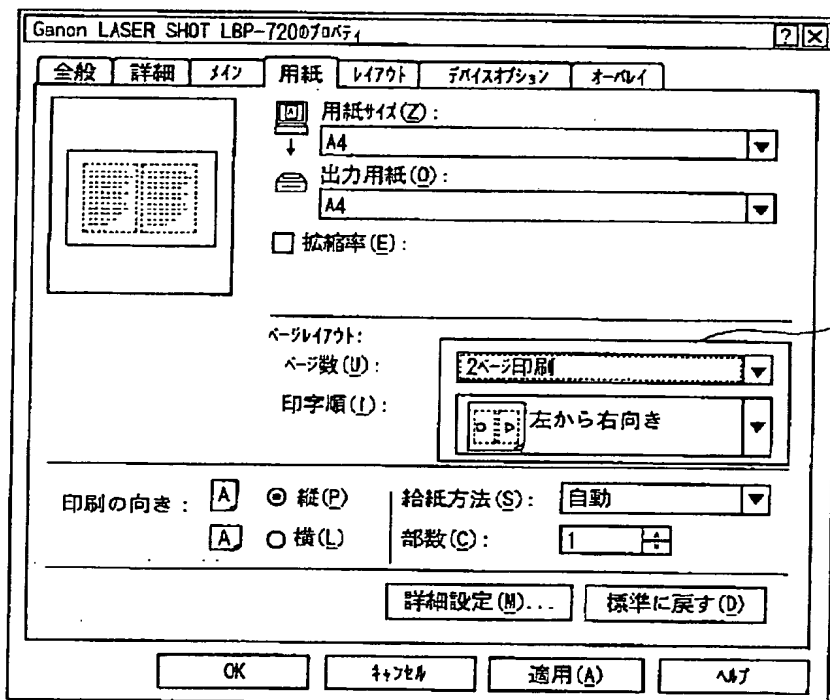 Ganon LASER SHOT LBP-720のプロパティ ? X
全般 詳細 メイン 用紙 レイアウト デバイスオプション オーバレイ
A 用紙サイズ(Z):
A4
出力用紙(O):
A4
拡縮率(E):
ページレイアウト:
ページ数(U): 2ページ印刷
印字順(I): 左から右向き
印刷の向き: A 縦(P) 給紙方法(S): 自動
A 横(L) 部数(C): 1
詳細設定(M)... 標準に戻す(D)
OK キャンセル 適用(A) ヘルプ